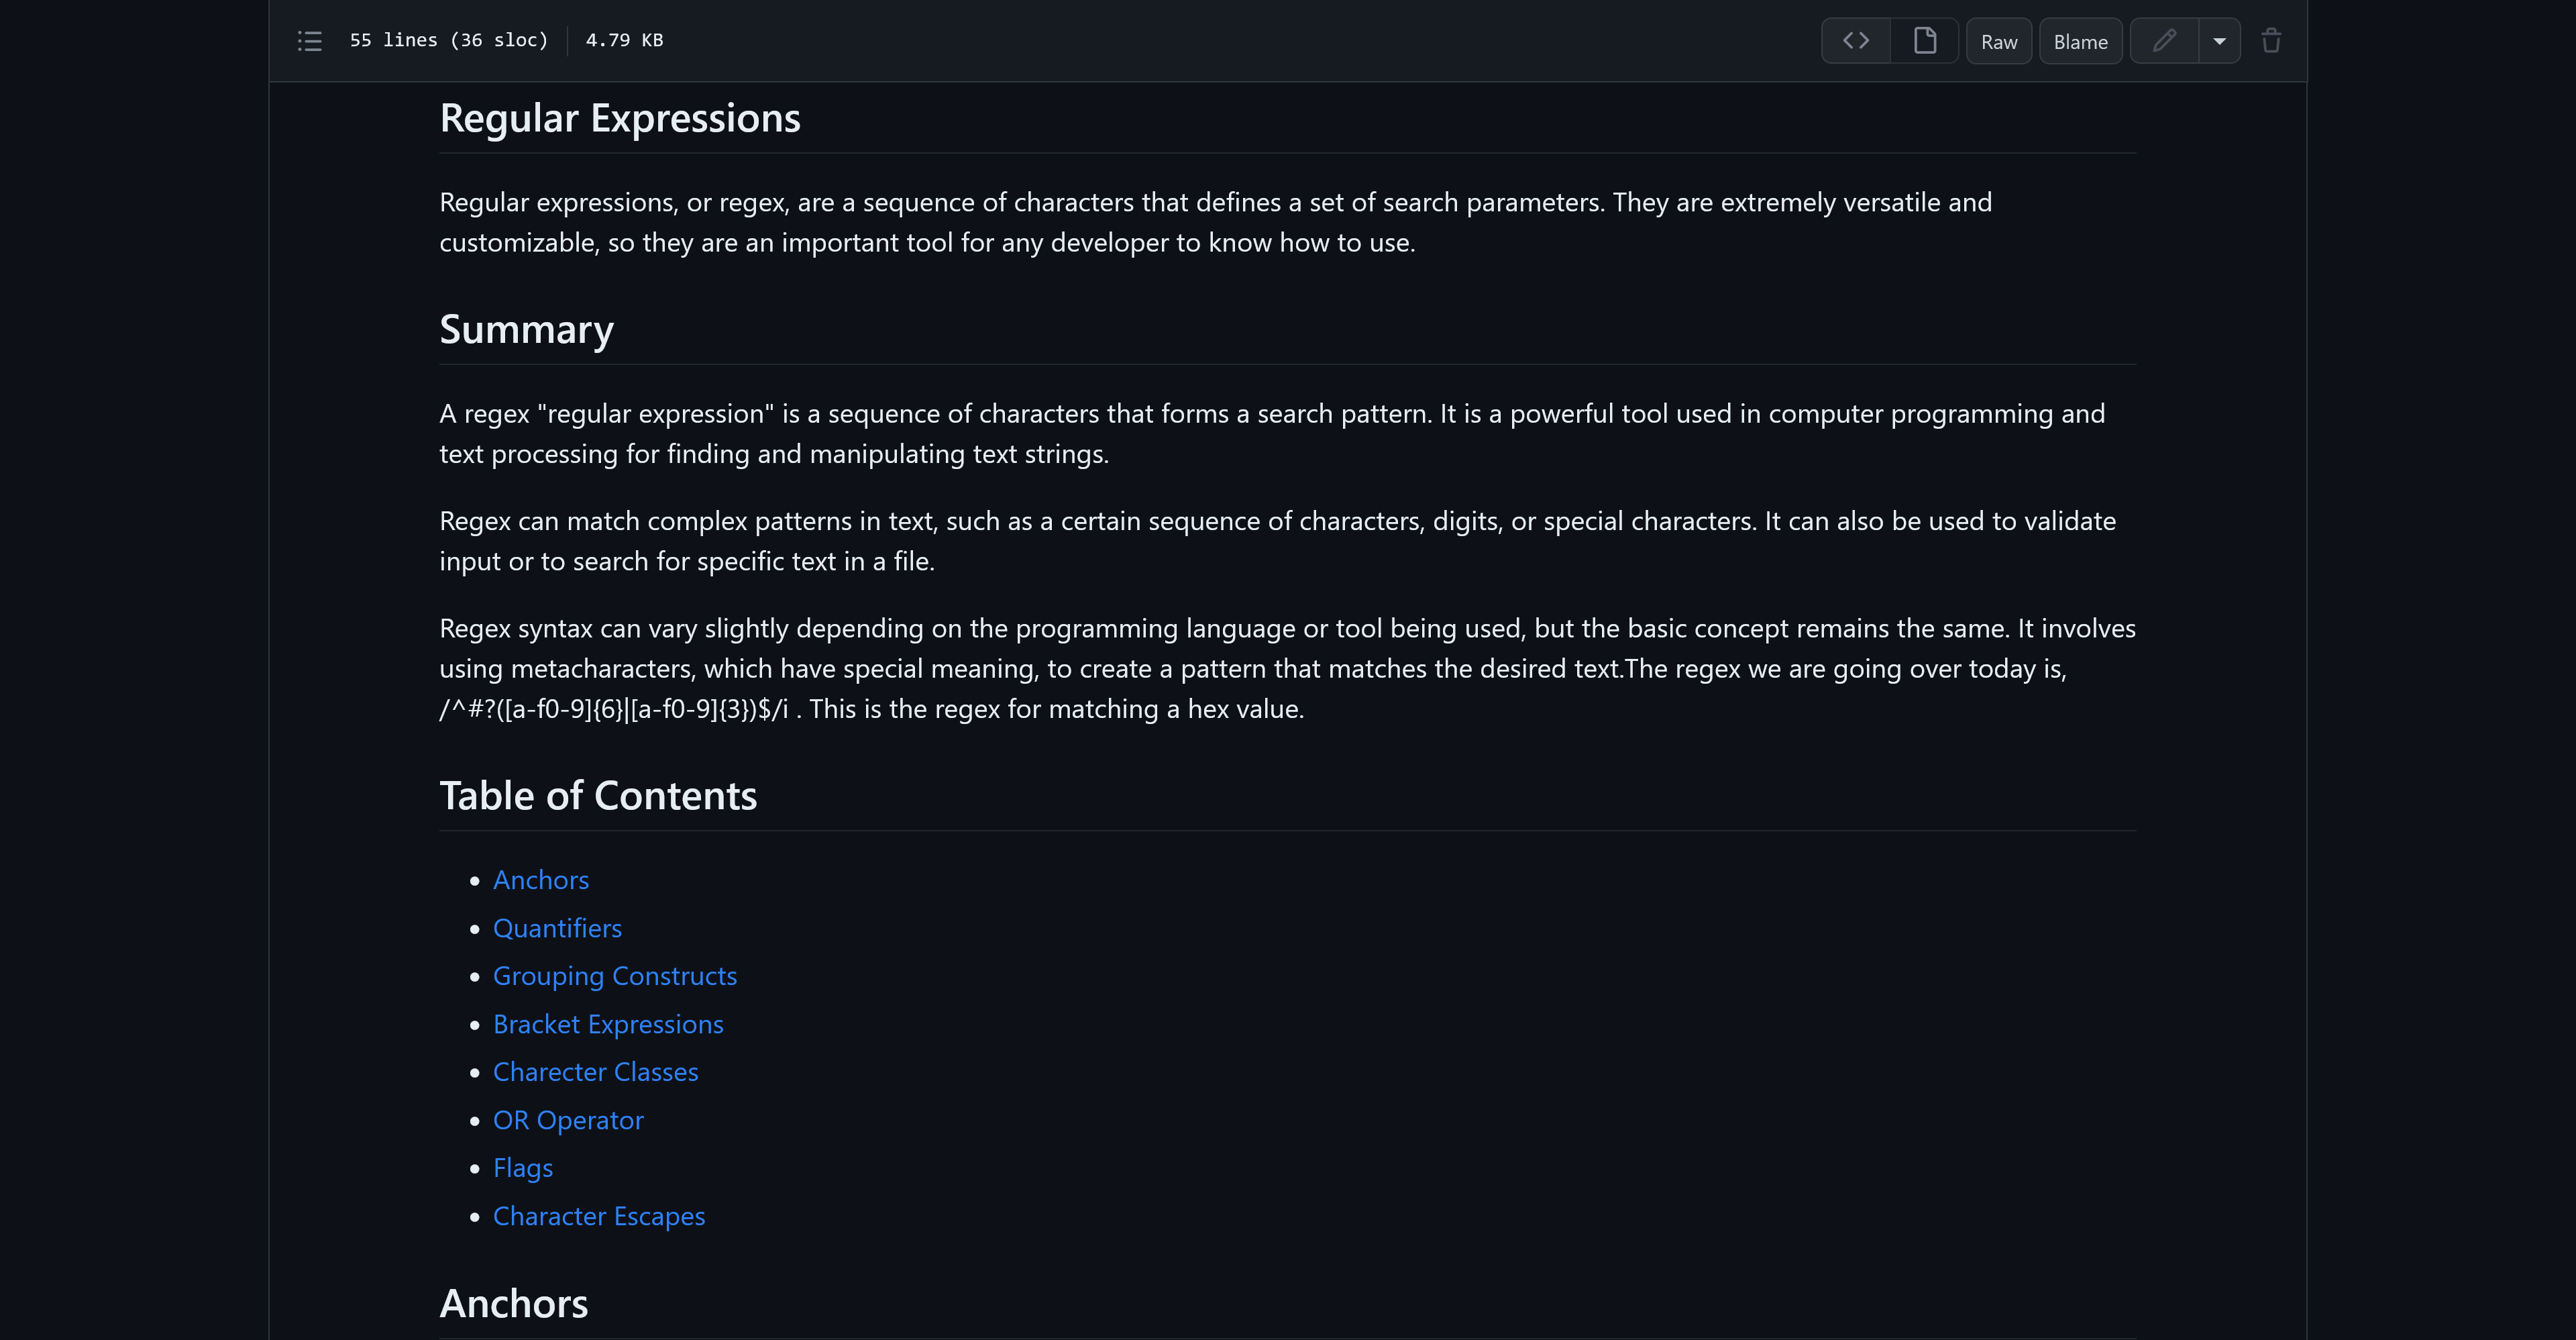 55 lines (36 sloc) 4.79 KB
Raw Blame
Regular Expressions
Regular expressions, or regex, are a sequence of characters that defines a set of search parameters. They are extremely versatile and
customizable, so they are an important tool for any developer to know how to use.
Summary
A regex "regular expression" is a sequence of characters that forms a search pattern. It is a powerful tool used in computer programming and
text processing for finding and manipulating text strings.
Regex can match complex patterns in text, such as a certain sequence of characters, digits, or special characters. It can also be used to validate
input or to search for specific text in a file.
Regex syntax can vary slightly depending on the programming language or tool being used, but the basic concept remains the same. It involves
using metacharacters, which have special meaning, to create a pattern that matches the desired text.The regex we are going over today is,
/^#?([a-f0-9]{6}|[a-f0-9]{3})$/i . This is the regex for matching a hex value.
Table of Contents
• Anchors
• Quantifiers
• Grouping Constructs
• Bracket Expressions
• Charecter Classes
• OR Operator
• Flags
• Character Escapes
Anchors